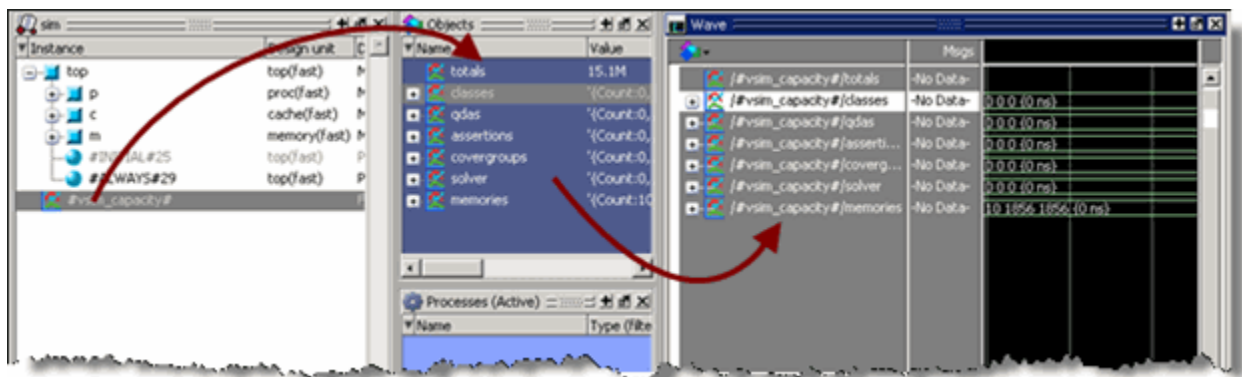 sim
Instance Design unit
top top(fast)
p proc(fast)
c cache(fast)
m memory(fast)
#INITIAL#25 top(fast)
#ALWAYS#29 top(fast)
#vsim_capacity#
Objects
Name Value
totals 15.1M
classes '{Count:0,
qdas '{Count:0,
assertions '{Count:0,
covergroups '{Count:0,
solver '{Count:0,
memories '{Count:10
Processes (Active)
Name Type (filte
Wave
Msgs
/#vsim_capacity#/totals -No Data-
/#vsim_capacity#/classes -No Data- 0 0 0 {0 ns}
/#vsim_capacity#/qdas -No Data- 0 0 0 {0 ns}
/#vsim_capacity#/asserti... -No Data- 0 0 0 {0 ns}
/#vsim_capacity#/coverg... -No Data- 0 0 0 {0 ns}
/#vsim_capacity#/solver -No Data- 0 0 0 {0 ns}
/#vsim_capacity#/memories -No Data- 10 1856 1856 {0 ns}